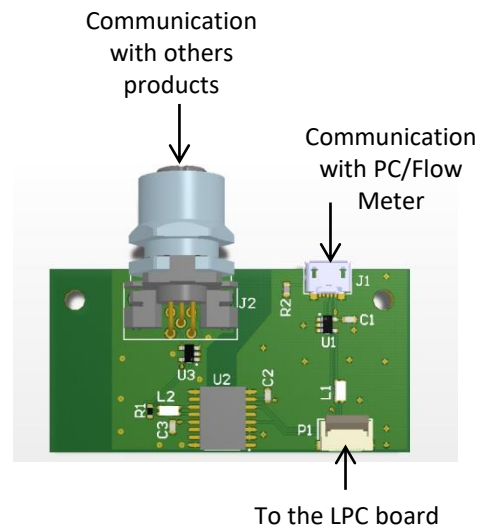 Communication
with others
products
Communication
with PC/Flow
Meter
J1
J2
R2
C1
U1
U3
U2
C2
L1
L2
R1
C3
P1
To the LPC board